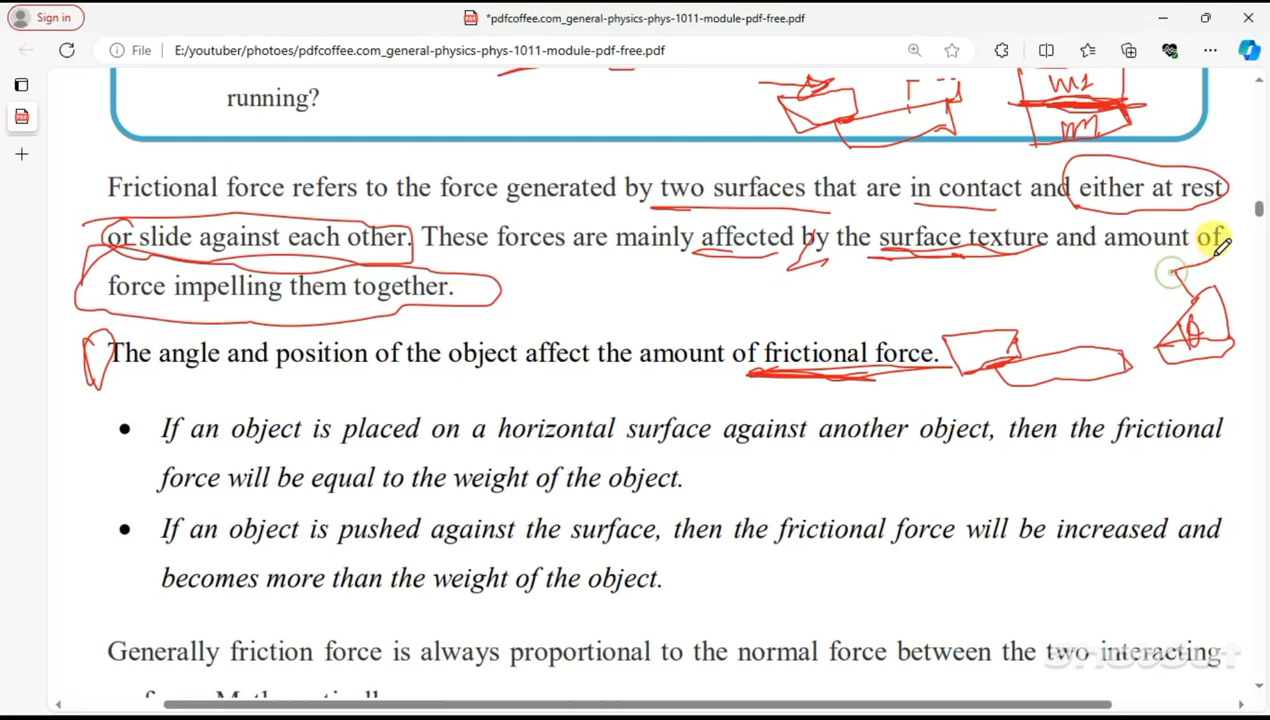 Sign in
*pdfcoffee.com_general-physics-phys-1011-module-pdf-free.pdf
File
E:/youtuber/photoes/pdfcoffee.com_general-physics-phys-1011-module-pdf-free.pdf
running?
m2
m1
Frictional force refers to the force generated by two surfaces that are in contact and either at rest
or slide against each other. These forces are mainly affected by the surface texture and amount of
force impelling them together.
θ
The angle and position of the object affect the amount of frictional force.
• If an object is placed on a horizontal surface against another object, then the frictional
force will be equal to the weight of the object.
• If an object is pushed against the surface, then the frictional force will be increased and
becomes more than the weight of the object.
Generally friction force is always proportional to the normal force between the two interacting